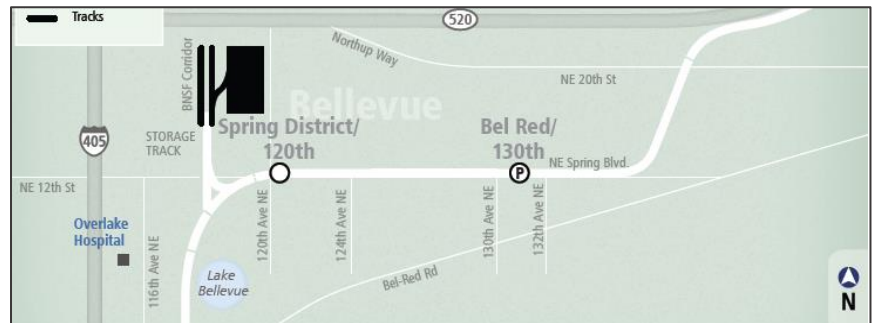 Tracks
520
Northup Way
BNSF Corridor
NE 20th St
Bellevue
405
STORAGE
TRACK
Spring District/
120th
Bel Red/
130th
P
NE Spring Blvd.
NE 12th St
Overlake
Hospital
116th Ave NE
120th Ave NE
124th Ave NE
130th Ave NE
132th Ave NE
Lake
Bellevue
Bel-Red Rd
N